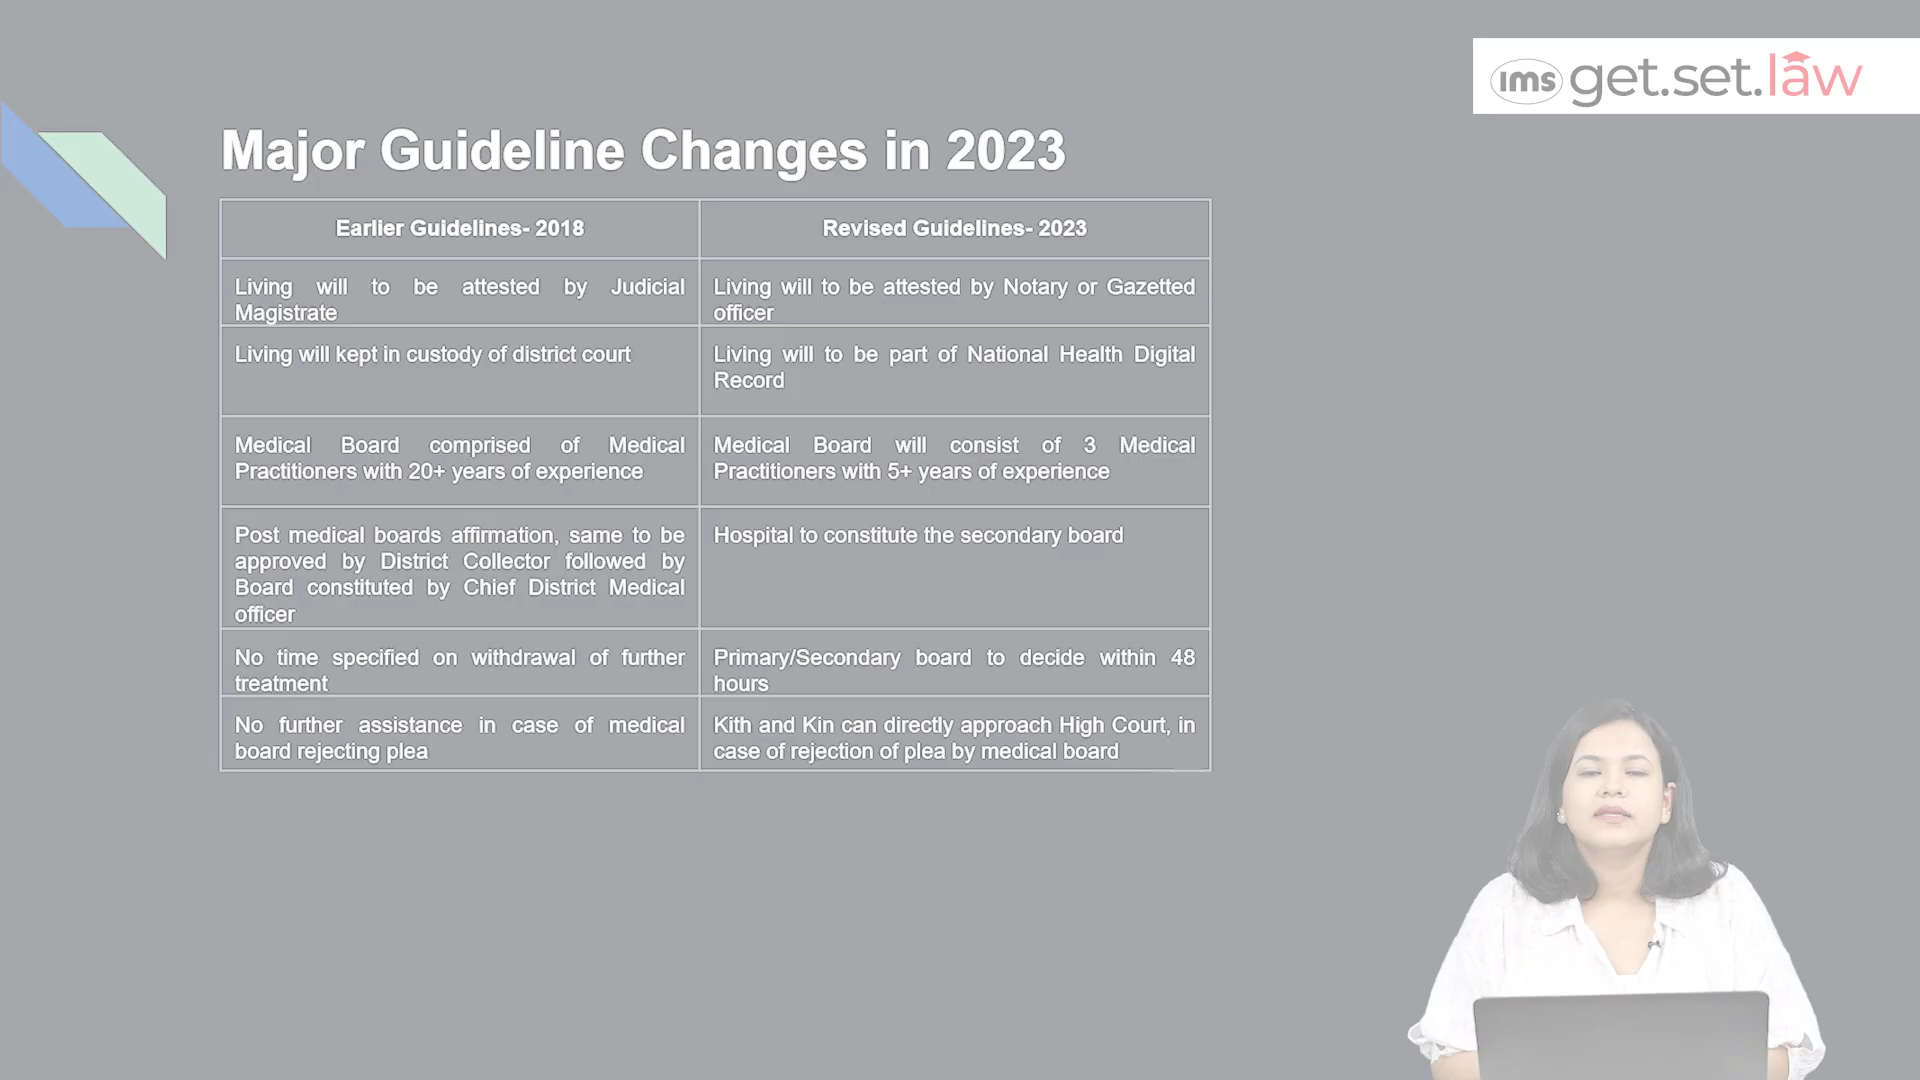 ims get.set.law
Major Guideline Changes in 2023
Earlier Guidelines- 2018
Revised Guidelines- 2023
Living will to be attested by Judicial
Magistrate
Living will to be attested by Notary or Gazetted
officer
Living will kept in custody of district court
Living will to be part of National Health Digital
Record
Medical Board comprised of Medical
Practitioners with 20+ years of experience
Medical Board will consist of 3 Medical
Practitioners with 5+ years of experience
Post medical boards affirmation, same to be
approved by District Collector followed by
Board constituted by Chief District Medical
officer
Hospital to constitute the secondary board
No time specified on withdrawal of further
treatment
Primary/Secondary board to decide within 48
hours
No further assistance in case of medical
board rejecting plea
Kith and Kin can directly approach High Court, in
case of rejection of plea by medical board